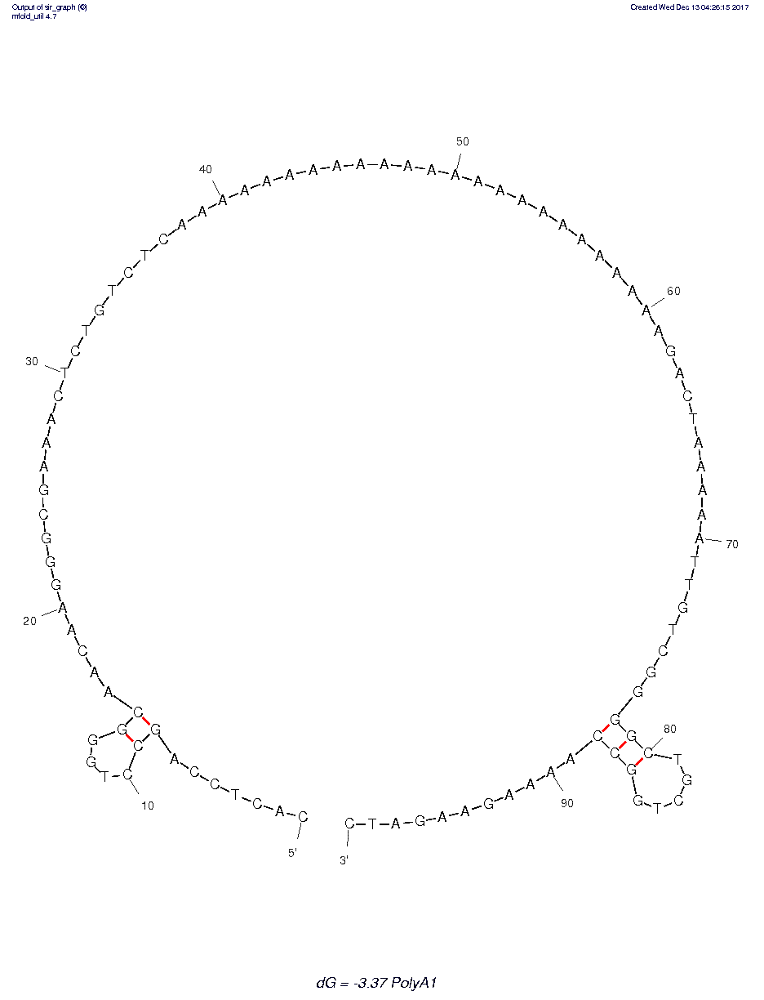 Output of sir_graph (©)
mfold_util 4.7
Created Wed Dec 13 04:26:15 2017
5'
C A C T C C A G C C T G G G C A A C A A G G G C G A A A C T C T G T C T C A A A A A A A A A A A A A A A A A A A A A A A A G A C T A A A A A T T G T C G G G G C T G C T G G C C A A A A G A A G A T C
3'
10
20
30
40
50
60
70
80
90
dG = -3.37 PolyA1